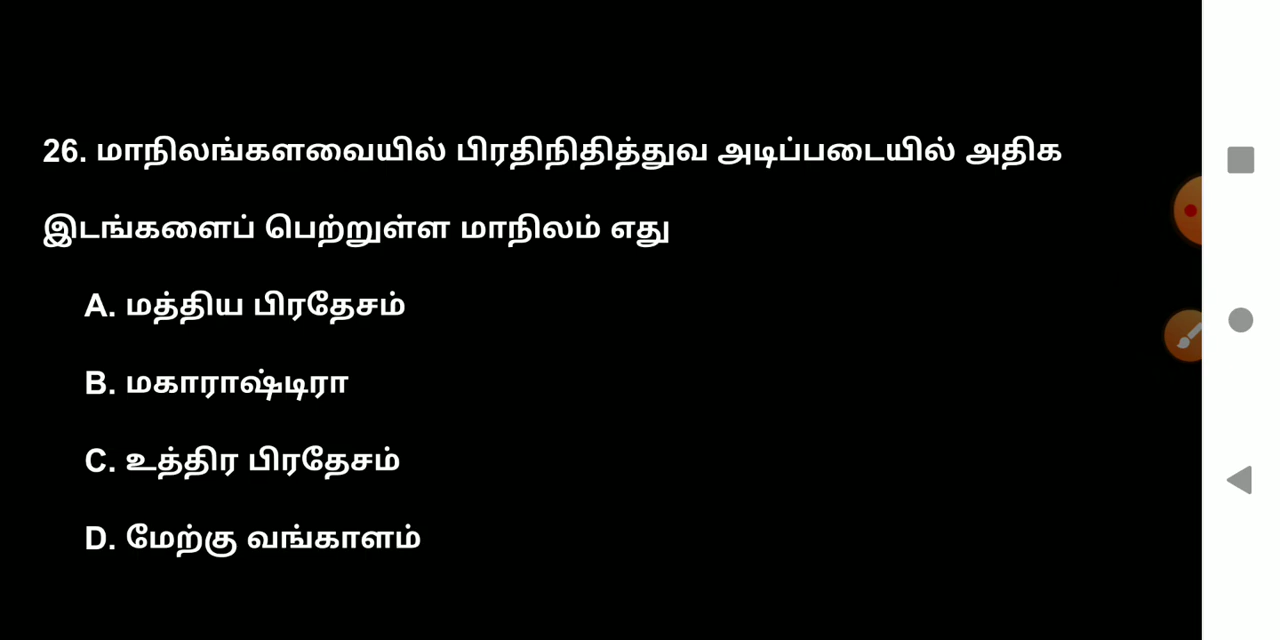 26. மாநிலங்களவையில் பிரதிநிதித்துவ அடிப்படையில் அதிக
இடங்களைப் பெற்றுள்ள மாநிலம் எது
A. மத்திய பிரதேசம்
B. மகாராஷ்டிரா
C. உத்திர பிரதேசம்
D. மேற்கு வங்காளம்